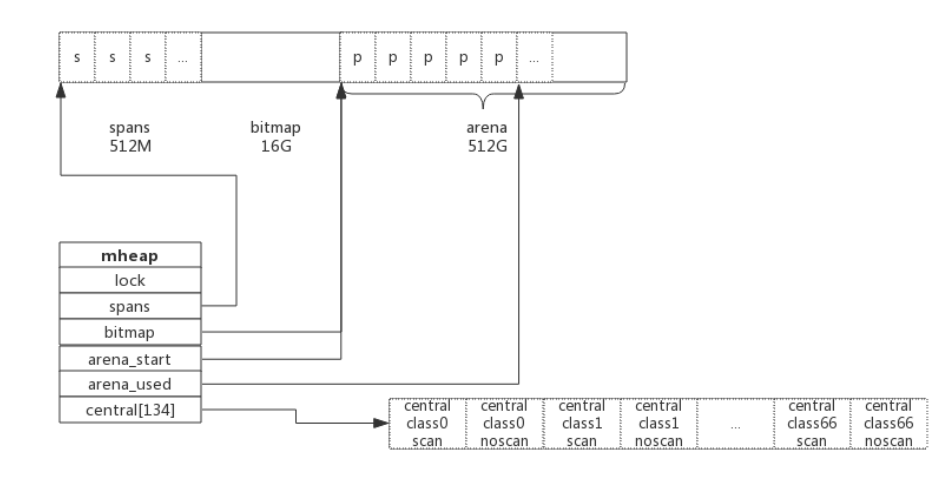 s s s ... p p p p p ...
spans bitmap arena
512M 16G 512G
mheap
lock
spans
bitmap
arena_start
arena_used
central[134]
central central central central central central
class0 class0 class1 class1 ... class66 class66
scan noscan scan noscan scan noscan